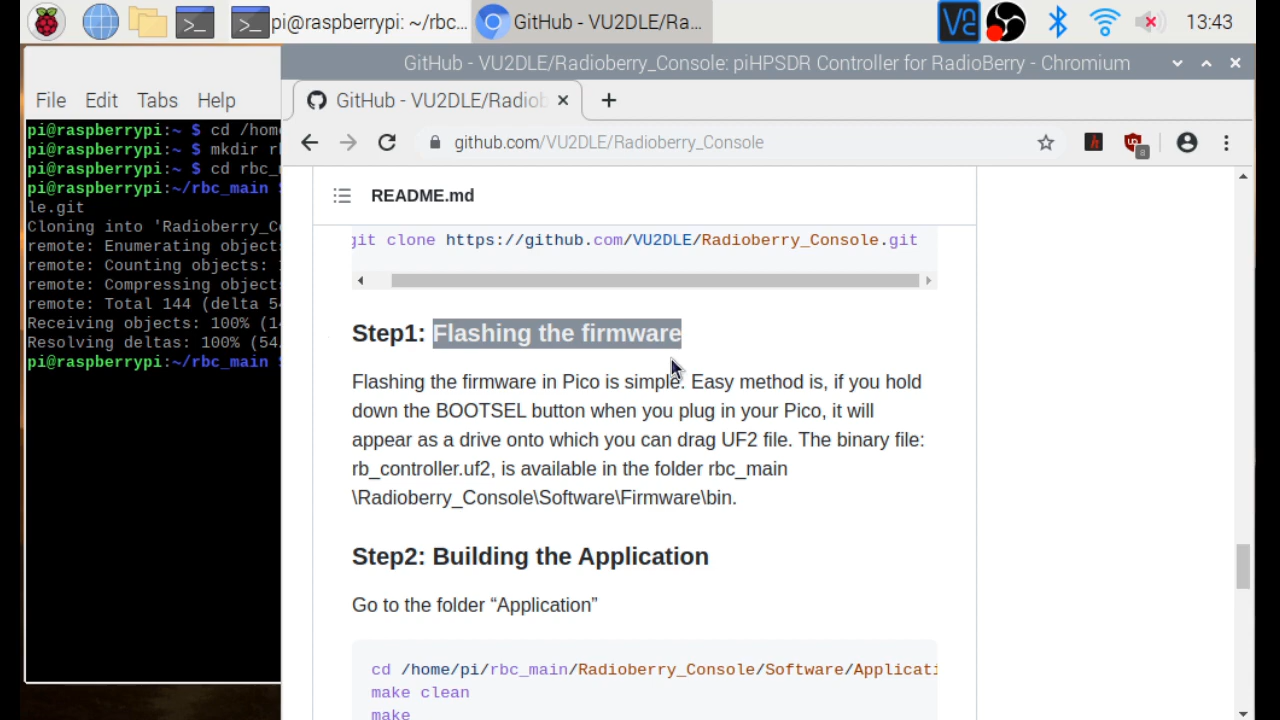 pi@raspberrypi: ~/rbc...
GitHub - VU2DLE/Ra...
V2
13:43
GitHub - VU2DLE/Radioberry_Console: piHPSDR Controller for RadioBerry - Chromium
File Edit Tabs Help
GitHub - VU2DLE/Radiob
github.com/VU2DLE/Radioberry_Console
8
pi@raspberrypi:~ $ cd /hom
pi@raspberrypi:~ $ mkdir r
pi@raspberrypi:~ $ cd rbc_
pi@raspberrypi:~/rbc_main
le.git
Cloning into 'Radioberry_C
remote: Enumerating object
remote: Counting objects:
remote: Compressing object
remote: Total 144 (delta 5
Receiving objects: 100% (1
Resolving deltas: 100% (54
pi@raspberrypi:~/rbc_main
README.md
git clone https://github.com/VU2DLE/Radioberry_Console.git
Step1: Flashing the firmware
Flashing the firmware in Pico is simple. Easy method is, if you hold
down the BOOTSEL button when you plug in your Pico, it will
appear as a drive onto which you can drag UF2 file. The binary file:
rb_controller.uf2, is available in the folder rbc_main
\Radioberry_Console\Software\Firmware\bin.
Step2: Building the Application
Go to the folder “Application”
cd /home/pi/rbc_main/Radioberry_Console/Software/Applicati
make clean
make